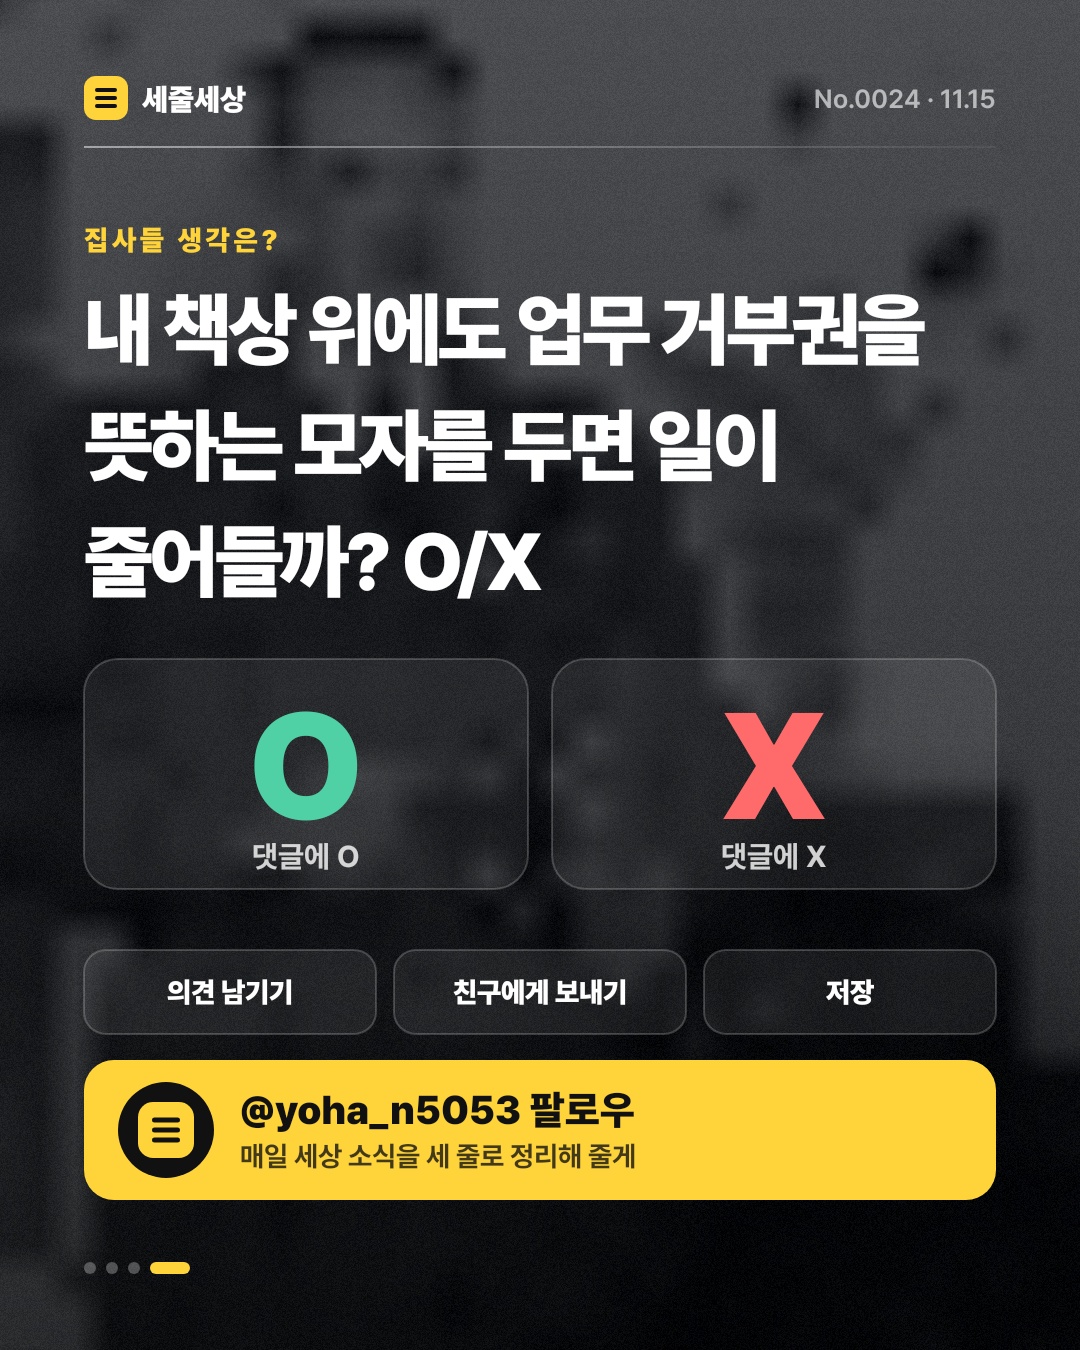 세줄세상
No.0024 · 11.15
집사들 생각은?
내 책상 위에도 업무 거부권을
뜻하는 모자를 두면 일이
줄어들까? O/X
O
댓글에 O
X
댓글에 X
의견 남기기
친구에게 보내기
저장
@yoha_n5053 팔로우
매일 세상 소식을 세 줄로 정리해 줄게